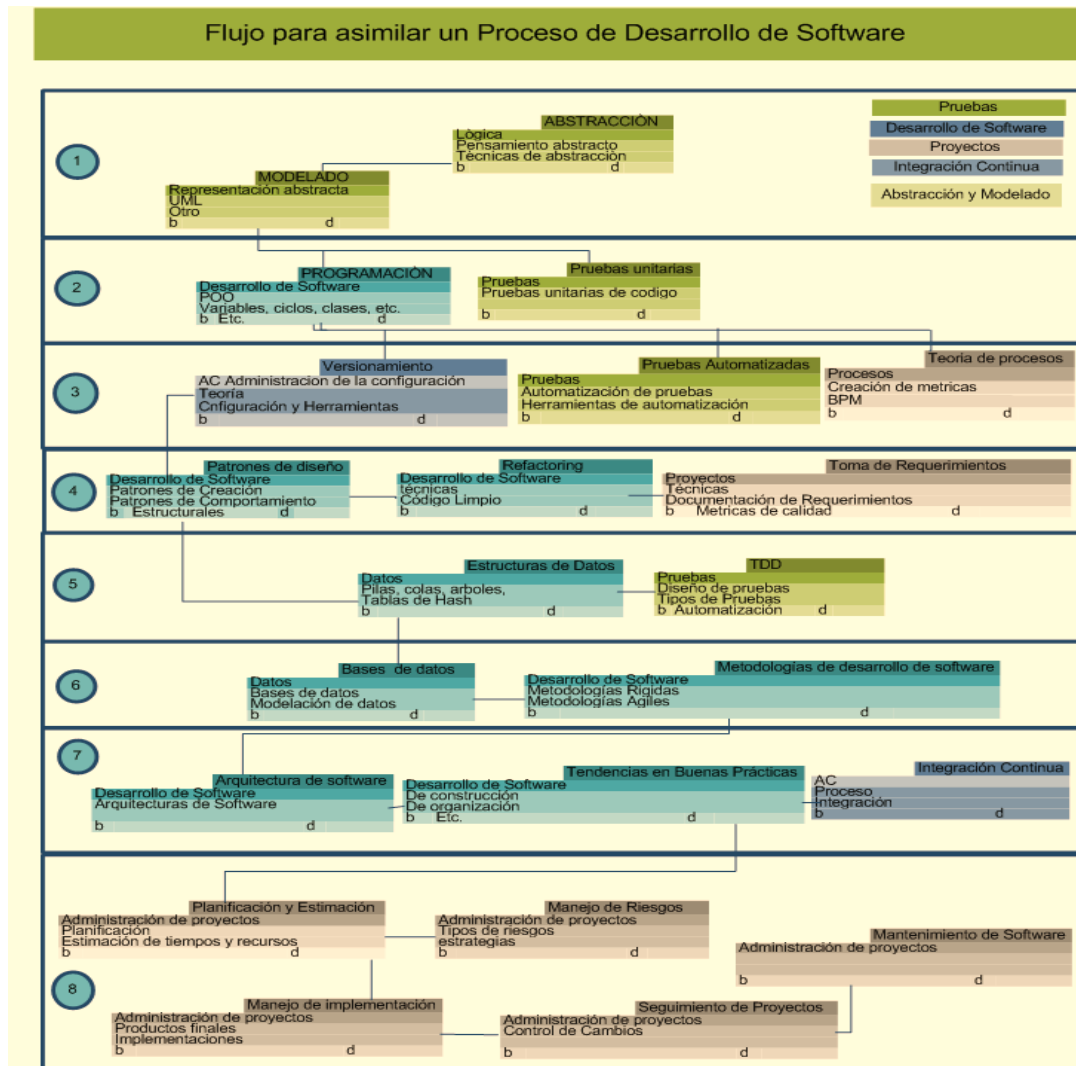 Flujo para asimilar un Proceso de Desarrollo de Software
Pruebas
Desarrollo de Software
Proyectos
Integración Continua
Abstracción y Modelado
1
ABSTRACCIÒN
Lògica
Pensamiento abstracto
Tècnicas de abstracciòn
b d
MODELADO
Representación abstracta
UML
Otro
b d
2
PROGRAMACIÒN
Desarrollo de Software
POO
Variables, ciclos, clases, etc.
b Etc. d
Pruebas unitarias
Pruebas
Pruebas unitarias de codigo
b d
3
Versionamiento
AC Administracion de la configuración
Teoría
Cnfiguración y Herramientas
b d
Pruebas Automatizadas
Pruebas
Automatización de pruebas
Herramientas de automatización
b d
Teoria de procesos
Procesos
Creación de metricas
BPM
b d
4
Patrones de diseño
Desarrollo de Software
Patrones de Creación
Patrones de Comportamiento
b Estructurales d
Refactoring
Desarrollo de Software
técnicas
Código Limpio
b d
Toma de Requerimientos
Proyectos
Técnicas
Documentación de Requerimientos
b Metricas de calidad d
5
Estructuras de Datos
Datos
Pilas, colas, arboles,
Tablas de Hash
b d
TDD
Pruebas
Diseño de pruebas
Tipos de Pruebas
b Automatización d
6
Bases de datos
Datos
Bases de datos
Modelación de datos
b d
Metodologías de desarrollo de software
Desarrollo de Software
Metodologías Rígidas
Metodologías Agiles
b d
7
Arquitectura de software
Desarrollo de Software
Arquitecturas de Software
b d
Tendencias en Buenas Prácticas
Desarrollo de Software
De construcción
De organización
b Etc. d
Integración Continua
AC
Proceso
Integración
b d
8
Planificación y Estimación
Administración de proyectos
Planificación
Estimación de tiempos y recursos
b d
Manejo de Riesgos
Administración de proyectos
Tipos de riesgos
estrategias
b d
Mantenimiento de Software
Administración de proyectos
b d
Manejo de implementación
Administración de proyectos
Productos finales
Implementaciones
b d
Seguimiento de Proyectos
Administración de proyectos
Control de Cambios
b d